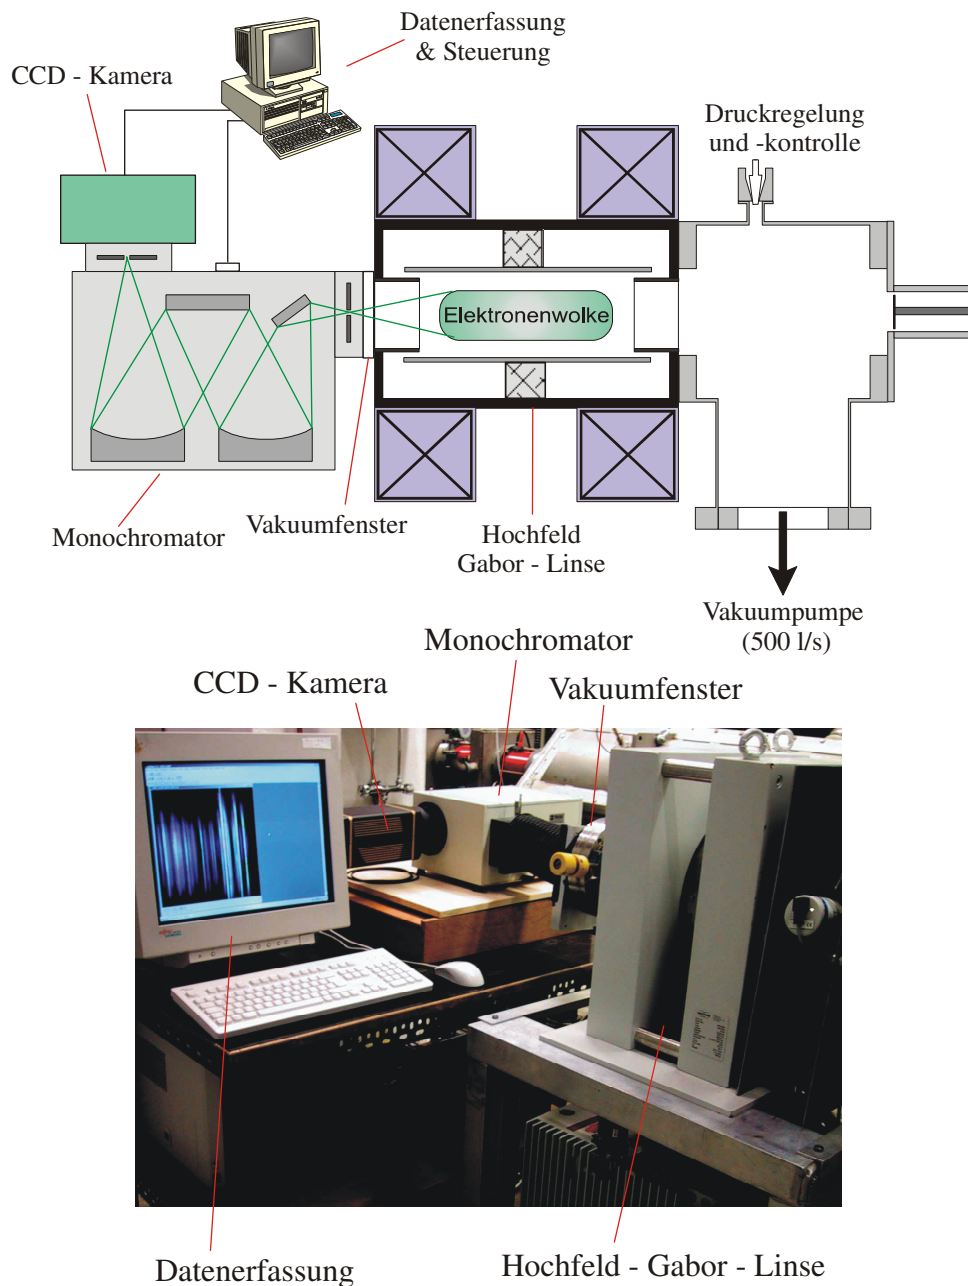 Datenerfassung
& Steuerung
CCD - Kamera
Druckregelung
und -kontrolle
Elektronenwolke
Monochromator
Vakuumfenster
Hochfeld
Gabor - Linse
Vakuumpumpe
(500 l/s)
Monochromator
CCD - Kamera
Vakuumfenster
Datenerfassung
Hochfeld - Gabor - Linse